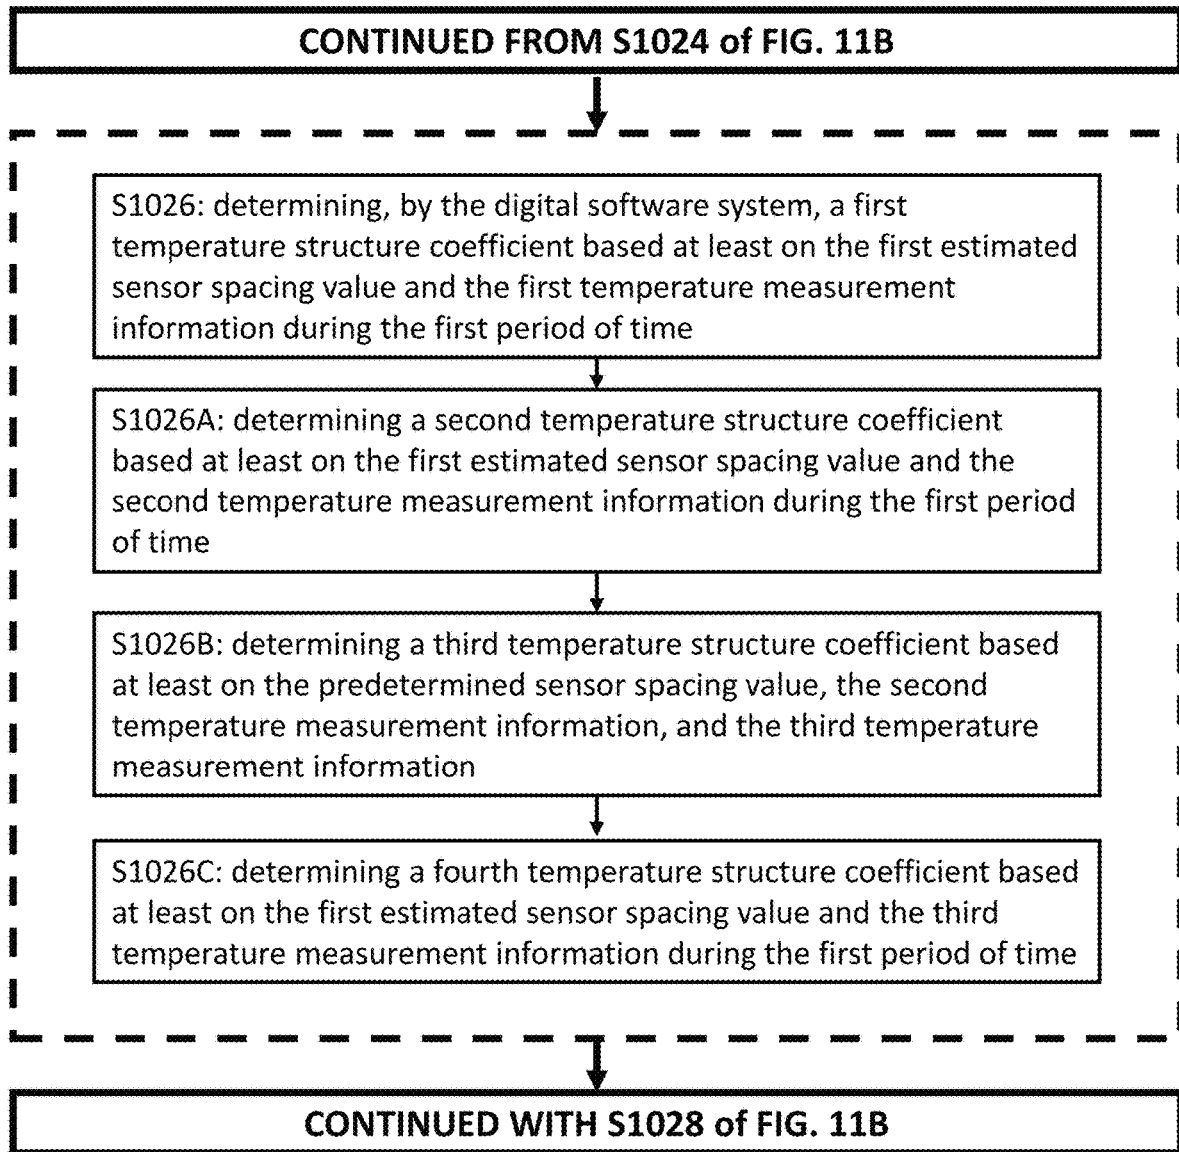 CONTINUED FROM S1024 of FIG. 11B
S1026: determining, by the digital software system, a first
temperature structure coefficient based at least on the first estimated
sensor spacing value and the first temperature measurement
information during the first period of time
S1026A: determining a second temperature structure coefficient
based at least on the first estimated sensor spacing value and the
second temperature measurement information during the first period
of time
S1026B: determining a third temperature structure coefficient based
at least on the predetermined sensor spacing value, the second
temperature measurement information, and the third temperature
measurement information
S1026C: determining a fourth temperature structure coefficient based
at least on the first estimated sensor spacing value and the third
temperature measurement information during the first period of time
CONTINUED WITH S1028 of FIG. 11B